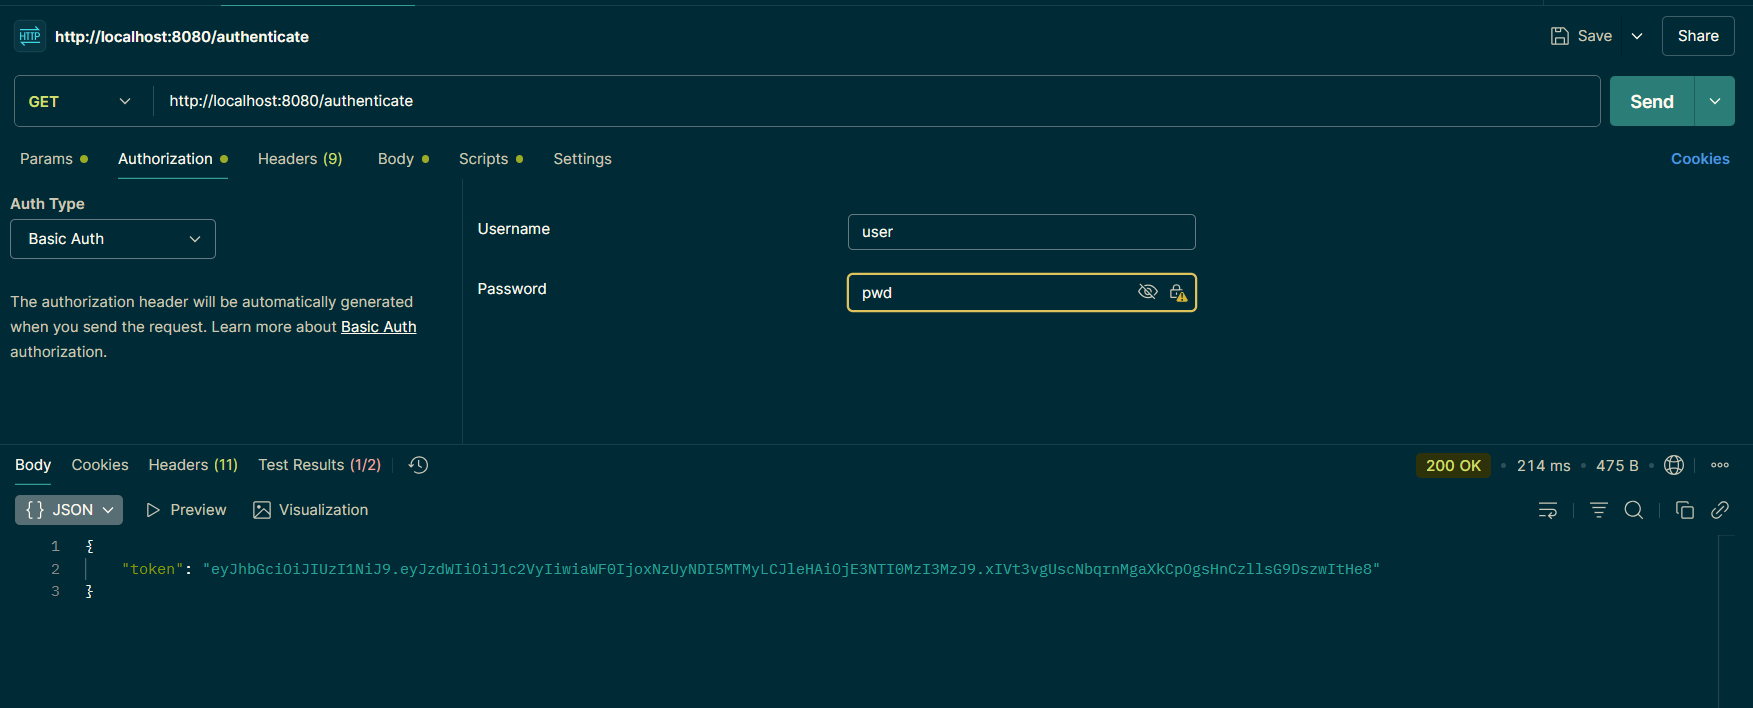 HTTP http://localhost:8080/authenticate Save Share
GET http://localhost:8080/authenticate Send
Params Authorization Headers (9) Body Scripts Settings Cookies
Auth Type
Basic Auth
The authorization header will be automatically generated
when you send the request. Learn more about Basic Auth
authorization.
Username user
Password pwd
Body Cookies Headers (11) Test Results (1/2) 200 OK 214 ms 475 B
{} JSON Preview Visualization
1 {
2 "token": "eyJhbGciOiJIUzI1NiJ9.eyJzdWIiOiJ1c2VyIiwiaWF0IjoxNzUyNDI5MTMyLCJleHAiOjE3NTI0MzI3MzJ9.xIVt3vgUscNbqrnMgaXkCpOgsHnCzllsG9DszwItHe8"
3 }